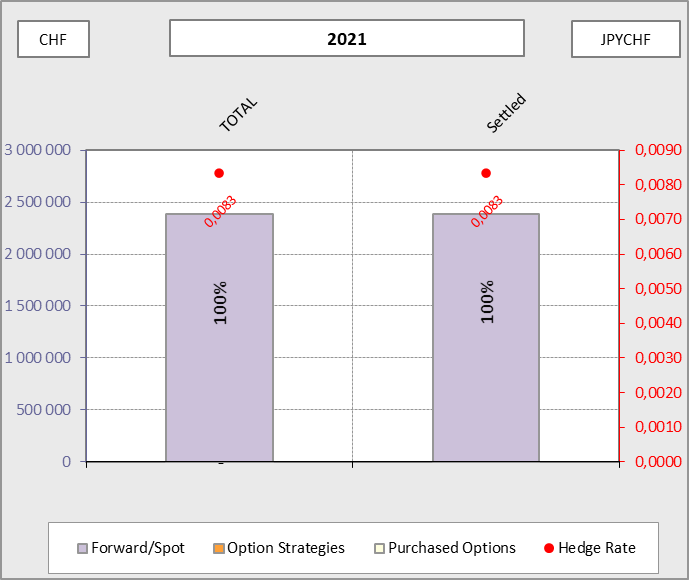 CHF
2021
JPYCHF
TOTAL
Settled
3 000 000
2 500 000
2 000 000
1 500 000
1 000 000
500 000
0
0,0083
0,0083
100%
100%
0,0090
0,0080
0,0070
0,0060
0,0050
0,0040
0,0030
0,0020
0,0010
0,0000
Forward/Spot
Option Strategies
Purchased Options
Hedge Rate